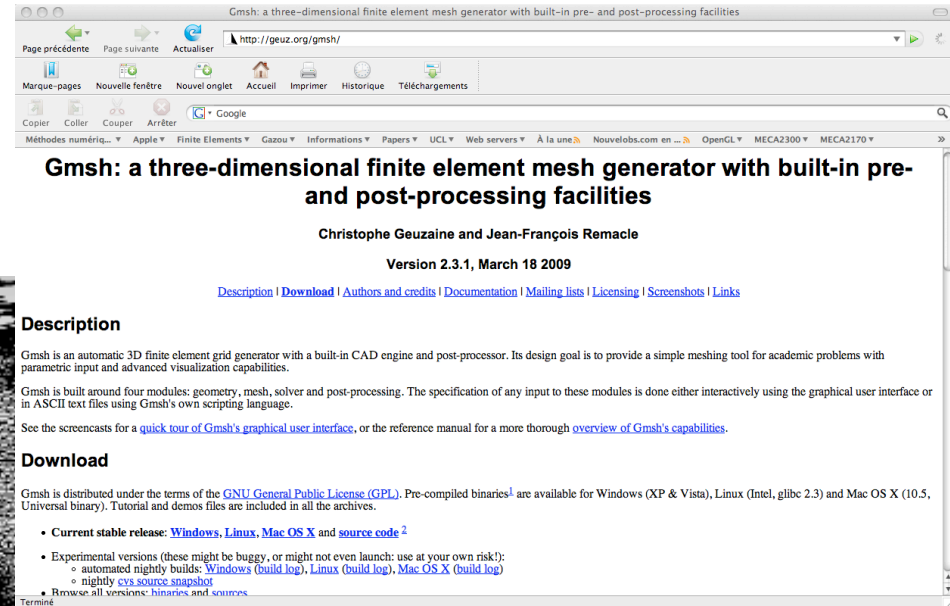 Gmsh: a three-dimensional finite element mesh generator with built-in pre- and post-processing facilities
Page précédente Page suivante Actualiser http://geuz.org/gmsh/
Marque-pages Nouvelle fenêtre Nouvel onglet Accueil Imprimer Historique Téléchargements
Copier Coller Couper Arrêter G Google
Méthodes numériq... Apple Finite Elements Gazou Informations Papers UCL Web servers À la une Nouvelobs.com en ... OpenGL MECA2300 MECA2170 »
Gmsh: a three-dimensional finite element mesh generator with built-in pre-
and post-processing facilities
Christophe Geuzaine and Jean-François Remacle
Version 2.3.1, March 18 2009
Description | Download | Authors and credits | Documentation | Mailing lists | Licensing | Screenshots | Links
Description
Gmsh is an automatic 3D finite element grid generator with a built-in CAD engine and post-processor. Its design goal is to provide a simple meshing tool for academic problems with
parametric input and advanced visualization capabilities.
Gmsh is built around four modules: geometry, mesh, solver and post-processing. The specification of any input to these modules is done either interactively using the graphical user interface or
in ASCII text files using Gmsh's own scripting language.
See the screencasts for a quick tour of Gmsh's graphical user interface, or the reference manual for a more thorough overview of Gmsh's capabilities.
Download
Gmsh is distributed under the terms of the GNU General Public License (GPL). Pre-compiled binaries1 are available for Windows (XP & Vista), Linux (Intel, glibc 2.3) and Mac OS X (10.5,
Universal binary). Tutorial and demos files are included in all the archives.
• Current stable release: Windows, Linux, Mac OS X and source code 2
• Experimental versions (these might be buggy, or might not even launch: use at your own risk!):
◦ automated nightly builds: Windows (build log), Linux (build log), Mac OS X (build log)
◦ nightly cvs source snapshot
• Browse all versions: binaries and sources
Terminé